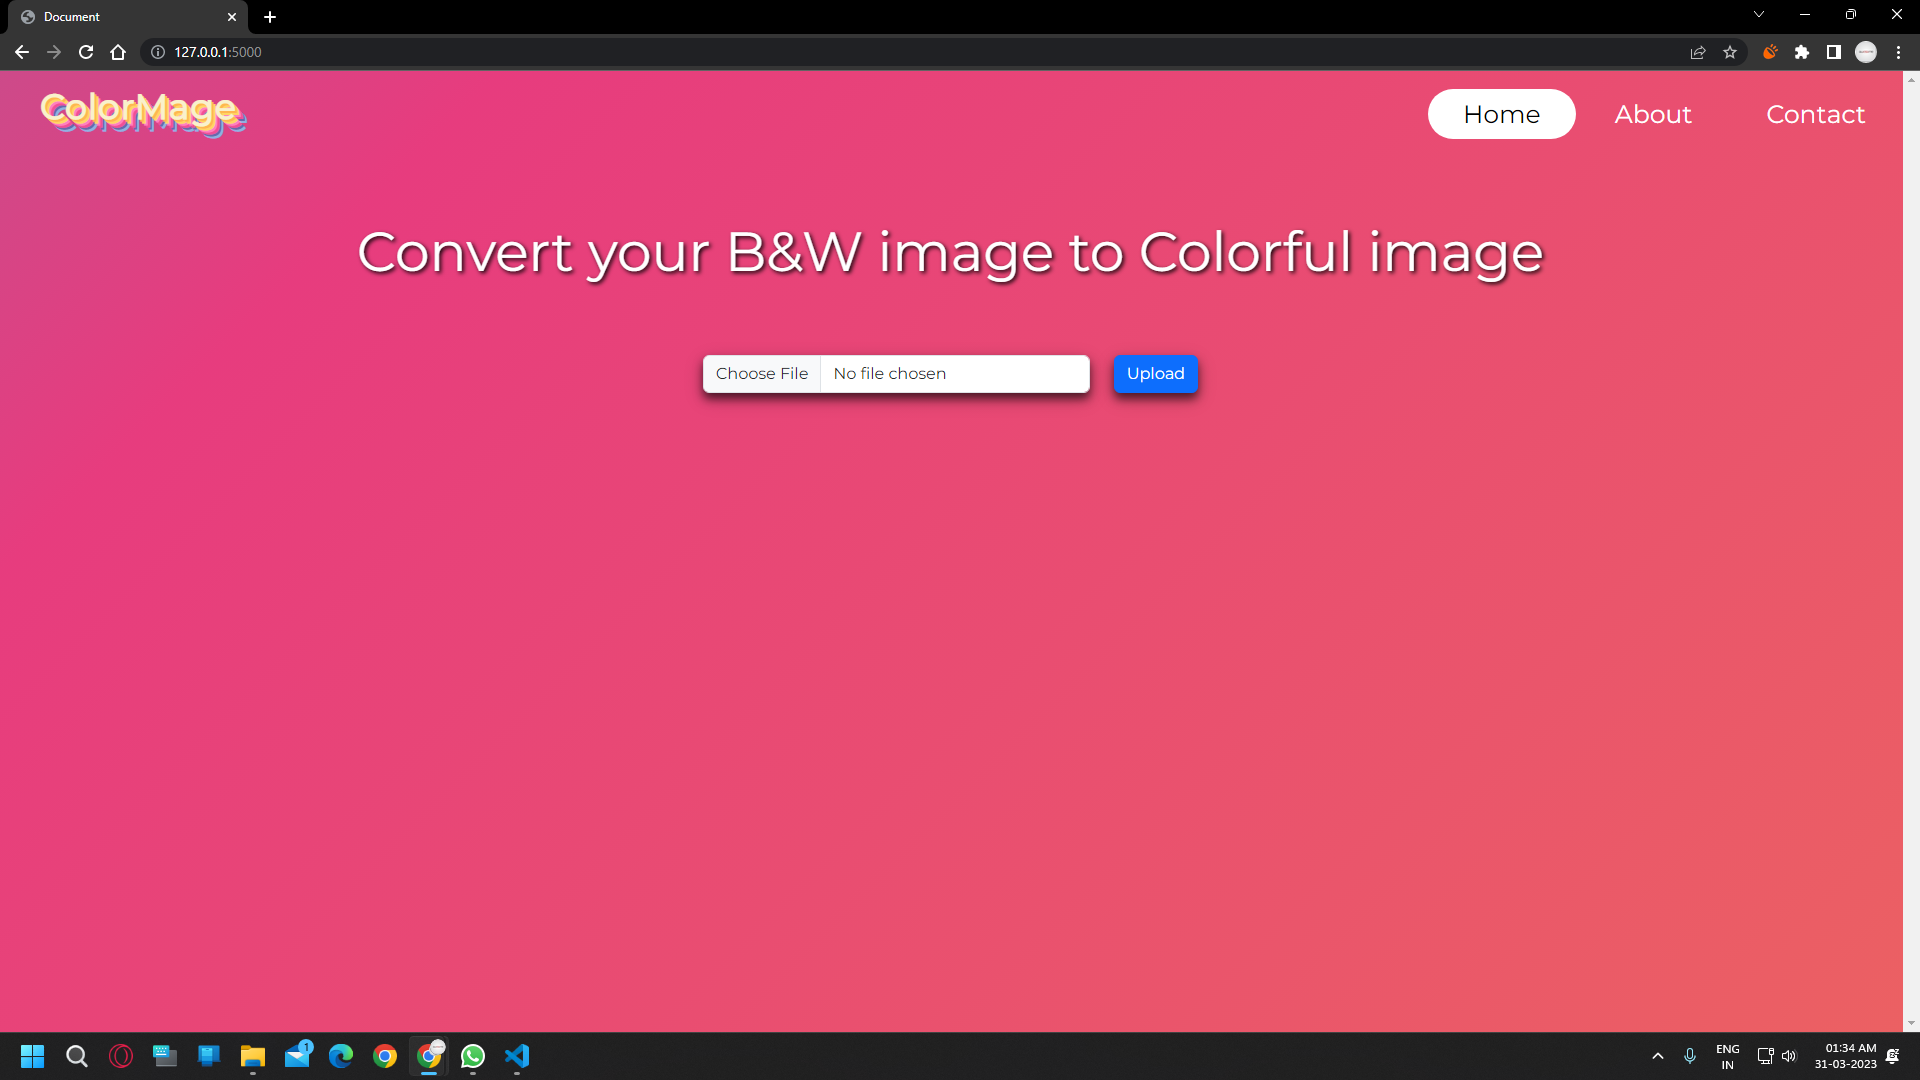 Document
127.0.0.1:5000
ColorMage
Home
About
Contact
Convert your B&W image to Colorful image
Choose File
No file chosen
Upload
1
ENG
IN
01:34 AM
31-03-2023